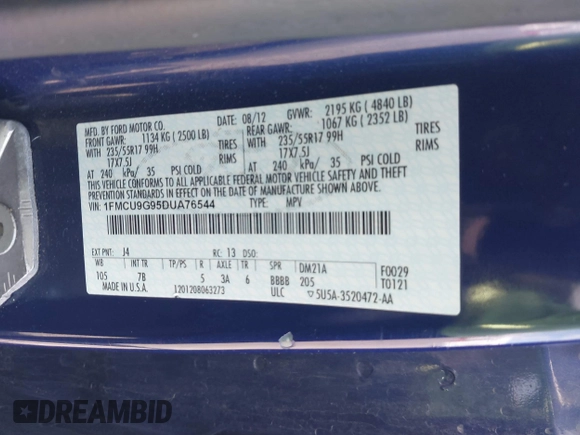 MFD. BY FORD MOTOR CO.
08/12 GVWR: 2195 KG ( 4840 LB)
FRONT GAWR: 1134 KG ( 2500 LB)
REAR GAWR: 1067 KG ( 2352 LB)
WITH 235/55R17 99H TIRES
WITH 235/55R17 99H TIRES
17X7.5J RIMS
17X7.5J RIMS
AT 240 kPa/ 35 PSI COLD
AT 240 kPa/ 35 PSI COLD
THIS VEHICLE CONFORMS TO ALL APPLICABLE FEDERAL MOTOR VEHICLE SAFETY AND THEFT
PREVENTION STANDARDS IN EFFECT ON THE DATE OF MANUFACTURE SHOWN ABOVE.
VIN: 1FMCU9G95DUA76544
TYPE: MPV
EXT PNT: J4 RC: 13 DSO:
WB INT TR TP/PS R AXLE TR SPR DM21A F0029
105 7B 5 3A 6 BBBB 205 T0121
MADE IN U.S.A. 1201208063273 ULC ▽5U5A-3520472-AA
DREAMBID